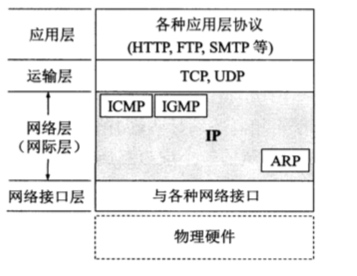 应用层
各种应用层协议
(HTTP, FTP, SMTP 等)
运输层
TCP, UDP
ICMP IGMP
网络层
(网际层)
IP
ARP
网络接口层
与各种网络接口
物理硬件